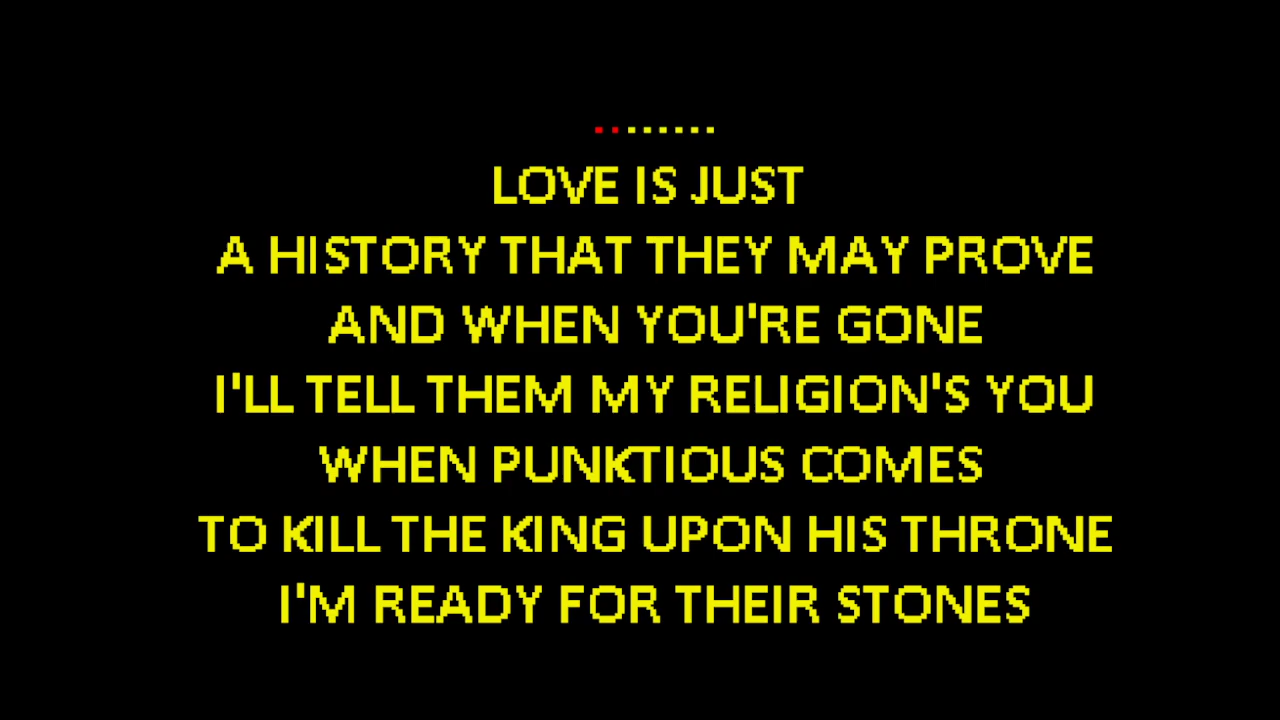 LOVE IS JUST
A HISTORY THAT THEY MAY PROVE
AND WHEN YOU'RE GONE
I'LL TELL THEM MY RELIGION'S YOU
WHEN PUNKTIOUS COMES
TO KILL THE KING UPON HIS THRONE
I'M READY FOR THEIR STONES